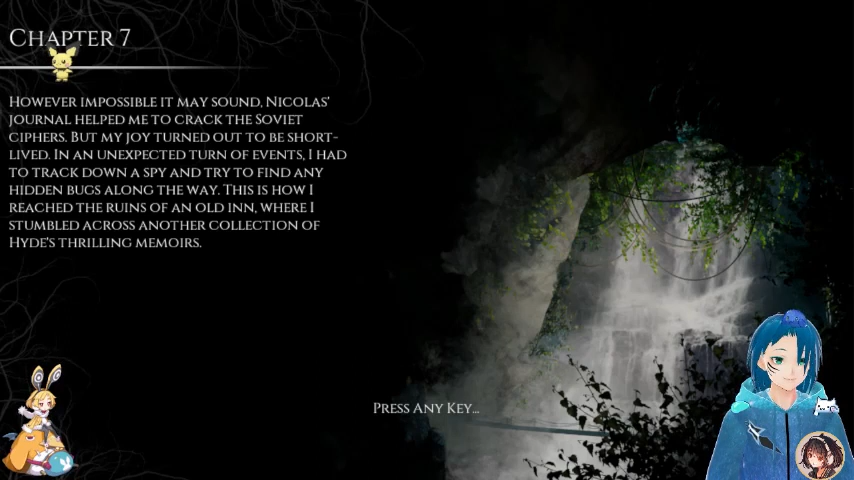 Chapter 7
However impossible it may sound, Nicolas'
journal helped me to crack the Soviet
ciphers. But my joy turned out to be short-
lived. In an unexpected turn of events, I had
to track down a spy and try to find any
hidden bugs along the way. This is how I
reached the ruins of an old inn, where I
stumbled across another collection of
Hyde's thrilling memoirs.
Press Any Key...